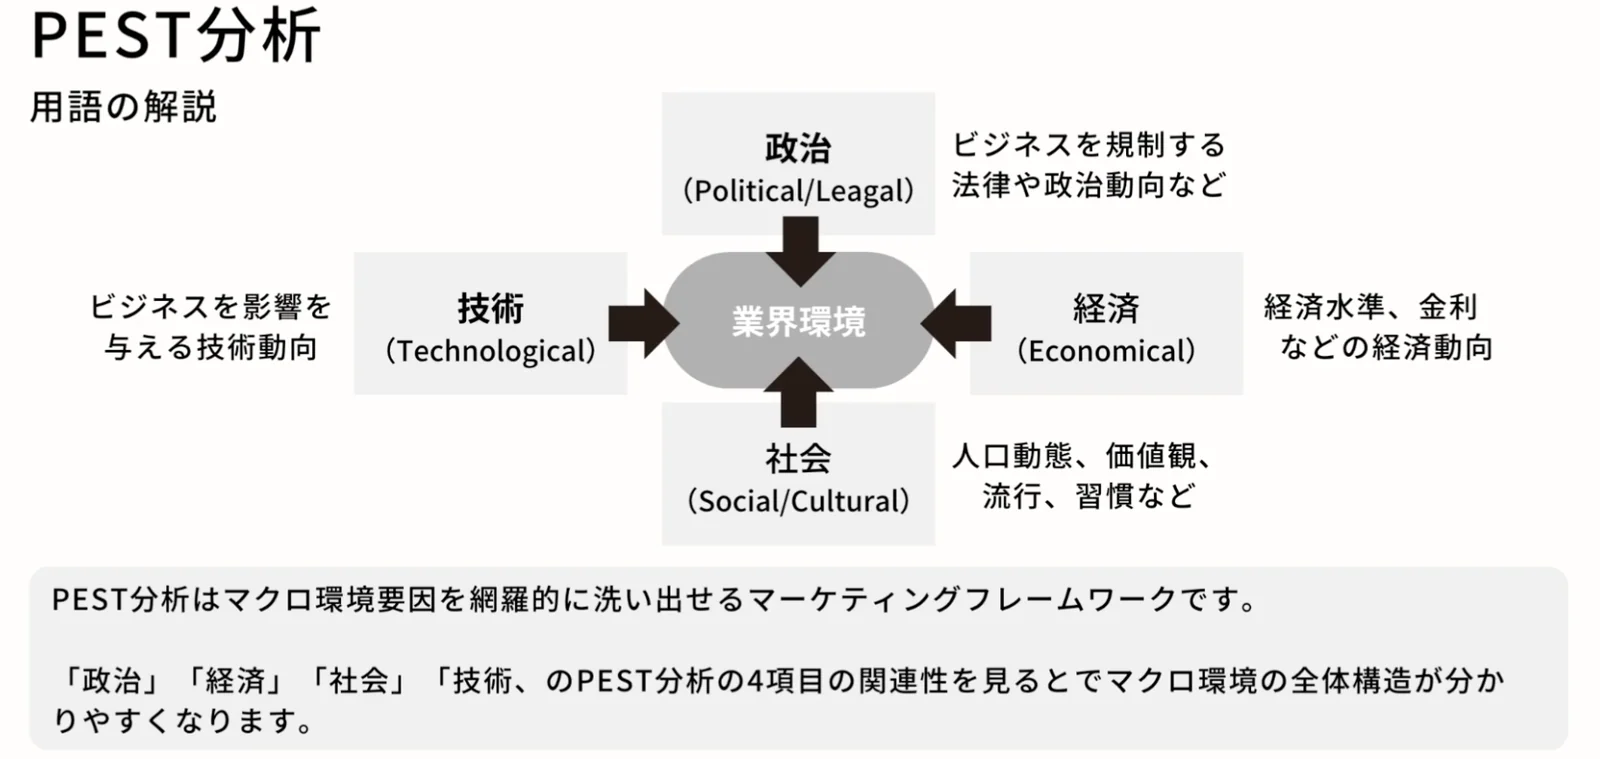 PEST分析
用語の解説
政治
（Political/Leagal）
ビジネスを規制する
法律や政治動向など
ビジネスを影響を
与える技術動向
技術
（Technological）
業界環境
経済
（Economical）
経済水準、金利
などの経済動向
社会
（Social/Cultural）
人口動態、価値観、
流行、習慣など
PEST分析はマクロ環境要因を網羅的に洗い出せるマーケティングフレームワークです。
「政治」「経済」「社会」「技術、のPEST分析の4項目の関連性を見るとでマクロ環境の全体構造が分か
りやすくなります。